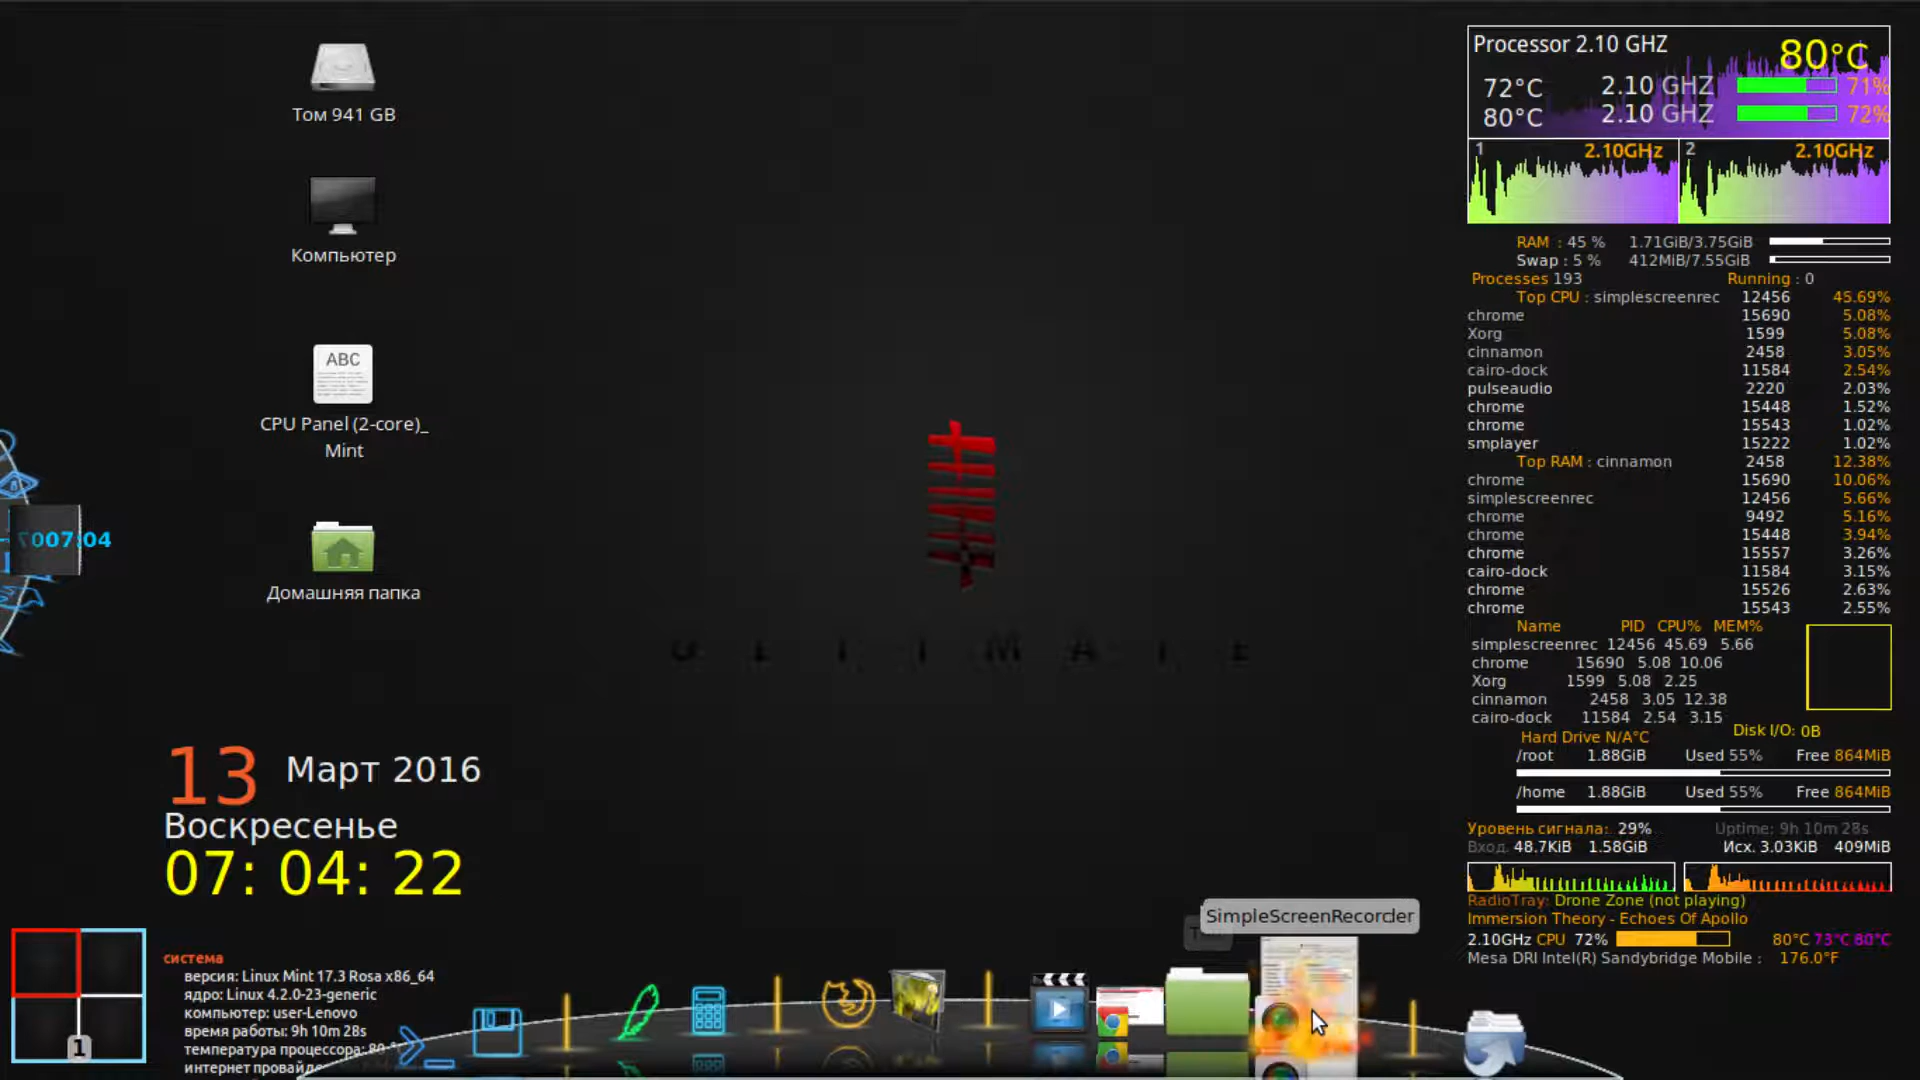 Том 941 GB
Компьютер
ABC
CPU Panel (2-core)_
Mint
Домашняя папка
07:04
U L T I M A T E
13 Март 2016
Воскресенье
07: 04: 22
1
система
версия: Linux Mint 17.3 Rosa x86_64
ядро: Linux 4.2.0-23-generic
компьютер: user-Lenovo
время работы: 9h 10m 28s
температура процессора: 80
интернет провайд
SimpleScreenRecorder
Processor 2.10 GHZ 80°C
72°C 2.10 GHZ 71%
80°C 2.10 GHZ 72%
1 2.10GHz 2 2.10GHz
RAM : 45 % 1.71GiB/3.75GiB
Swap : 5 % 412MiB/7.55GiB
Processes 193 Running : 0
Top CPU : simplescreenrec 12456 45.69%
chrome 15690 5.08%
Xorg 1599 5.08%
cinnamon 2458 3.05%
cairo-dock 11584 2.54%
pulseaudio 2220 2.03%
chrome 15448 1.52%
chrome 15543 1.02%
smplayer 15222 1.02%
Top RAM : cinnamon 2458 12.38%
chrome 15690 10.06%
simplescreenrec 12456 5.66%
chrome 9492 5.16%
chrome 15448 3.94%
chrome 15557 3.26%
cairo-dock 11584 3.15%
chrome 15526 2.63%
chrome 15543 2.55%
Name PID CPU% MEM%
simplescreenrec 12456 45.69 5.66
chrome 15690 5.08 10.06
Xorg 1599 5.08 2.25
cinnamon 2458 3.05 12.38
cairo-dock 11584 2.54 3.15
Disk I/O: 0B
Hard Drive N/A°C
/root 1.88GiB Used 55% Free 864MiB
/home 1.88GiB Used 55% Free 864MiB
Уровень сигнала: 29% Uptime: 9h 10m 28s
Вход. 48.7KiB 1.58GiB Исх. 3.03KiB 409MiB
RadioTray: Drone Zone (not playing)
Immersion Theory - Echoes Of Apollo
2.10GHz CPU 72% 80°C 73°C 80°C
Mesa DRI Intel(R) Sandybridge Mobile : 176.0°F